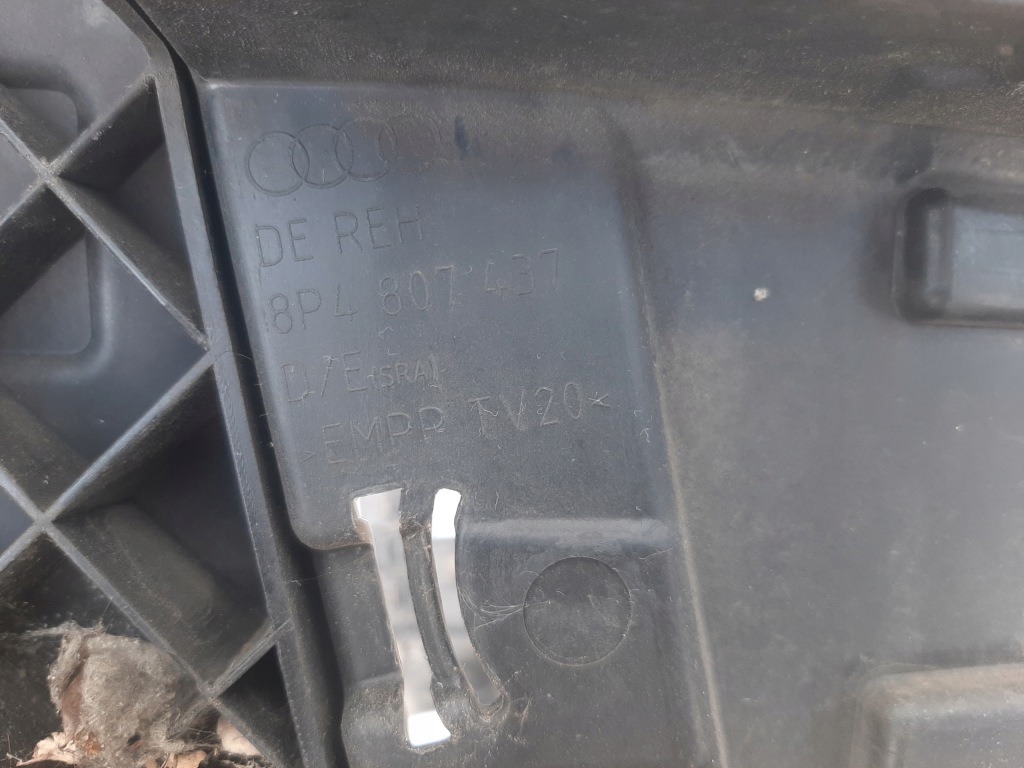 DE REH
8P4 807 437
D/E (SRA)
>EMPP TV20<